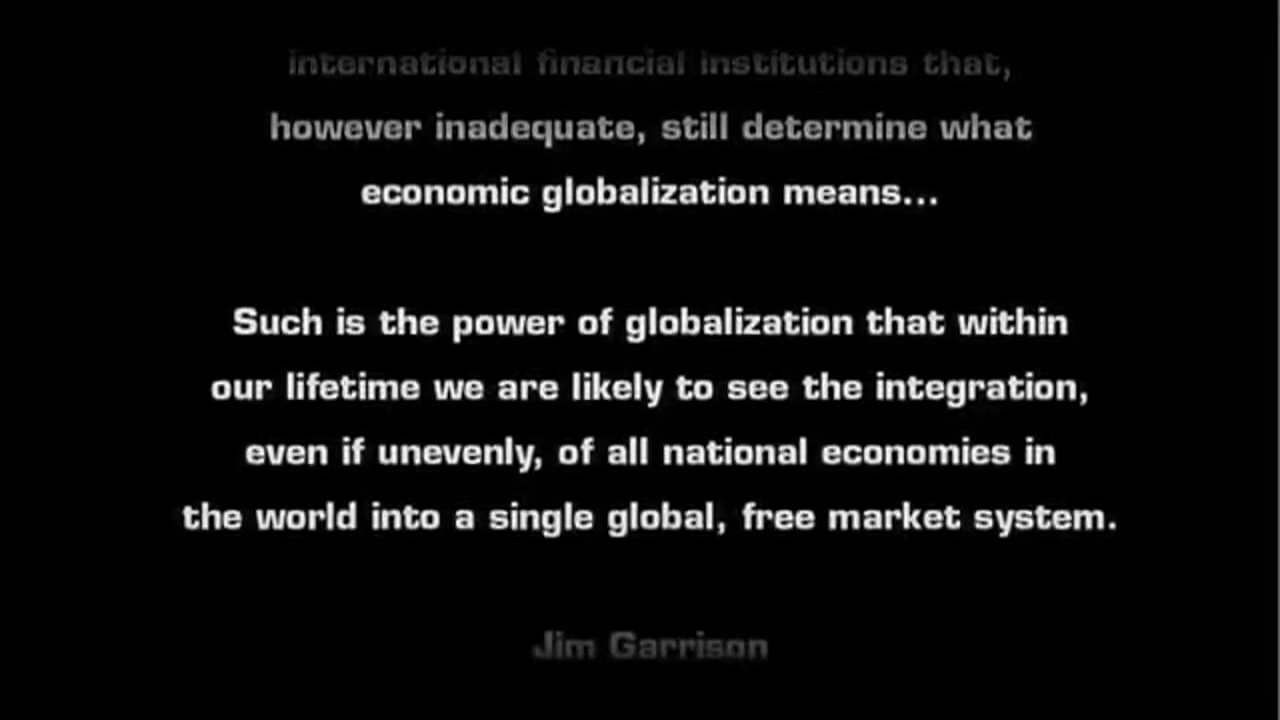 international financial institutions that,
however inadequate, still determine what
economic globalization means...
Such is the power of globalization that within
our lifetime we are likely to see the integration,
even if unevenly, of all national economies in
the world into a single global, free market system.
Jim Garrison